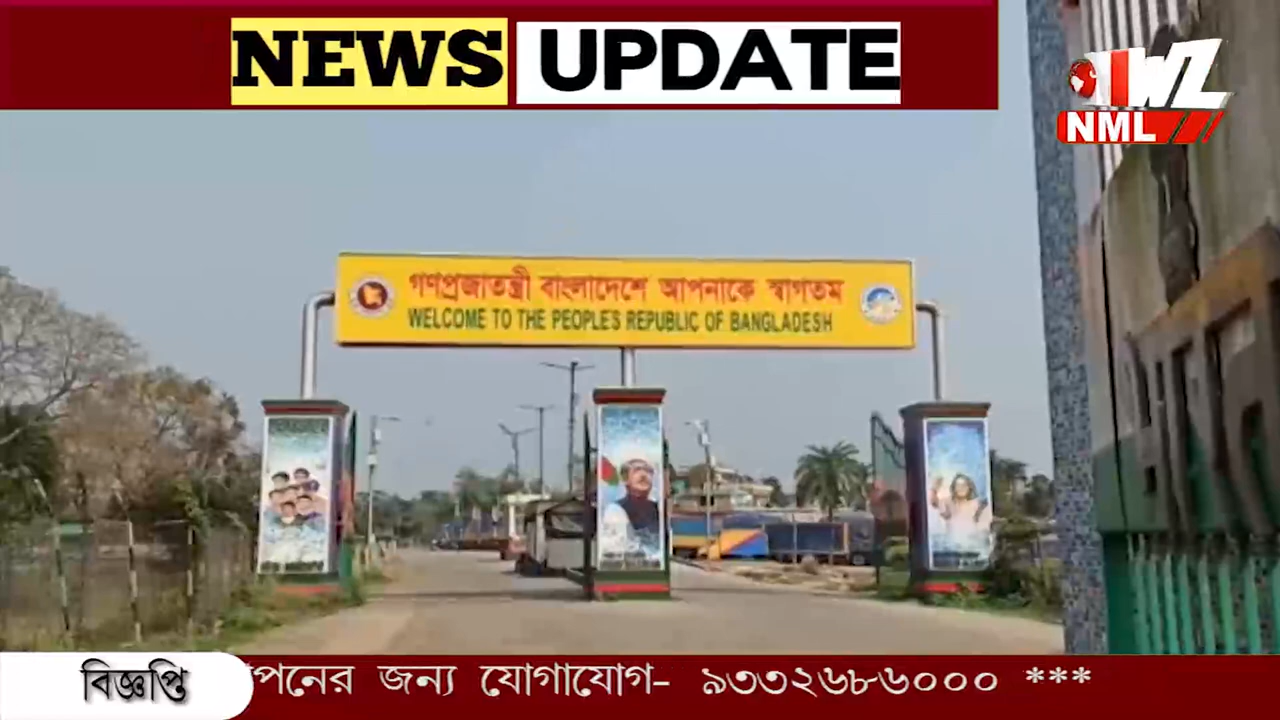 NEWS UPDATE
WZ
NML
গণপ্রজাতন্ত্রী বাংলাদেশে আপনাকে স্বাগতম
WELCOME TO THE PEOPLE'S REPUBLIC OF BANGLADESH
বিজ্ঞপ্তি
পনের জন্য যোগাযোগ- ৯৩৩২৬৮৬০০০ ***